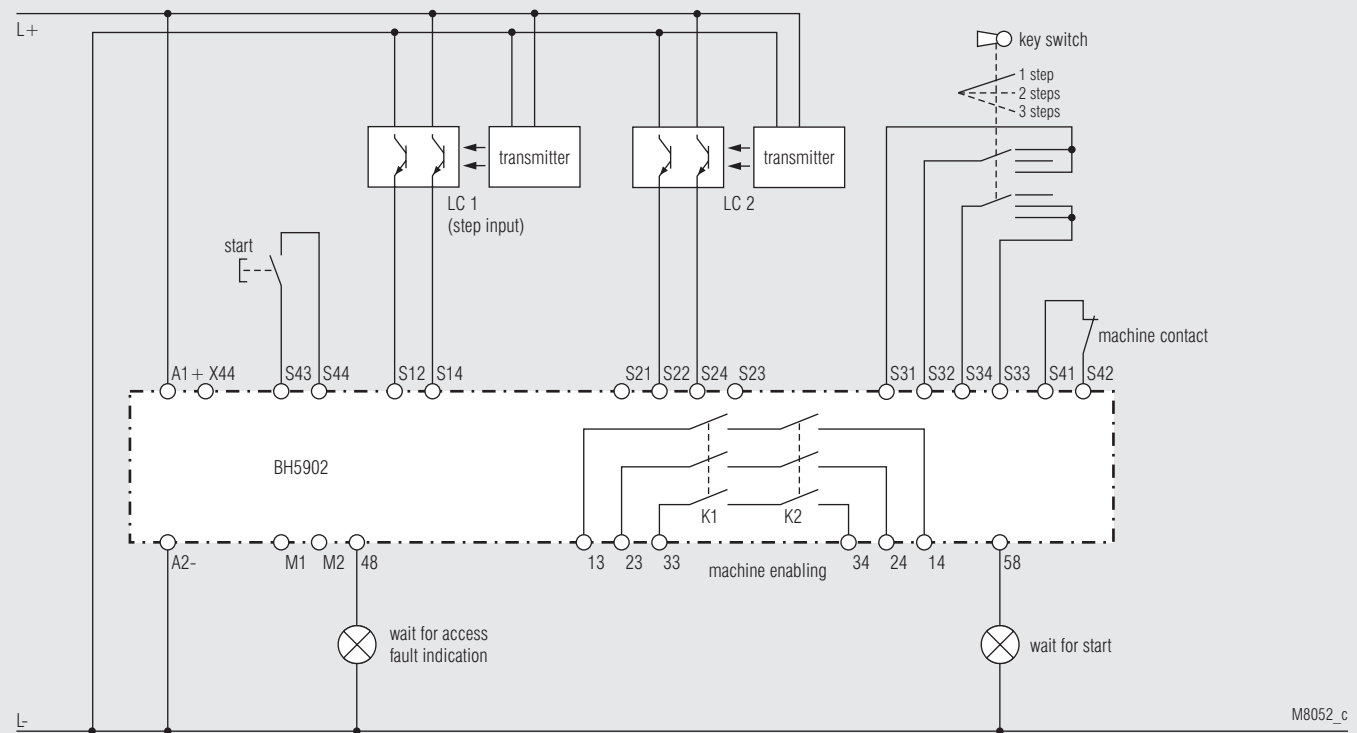 L+
key switch
1 step
2 steps
3 steps
transmitter
transmitter
LC 1
(step input)
LC 2
start
machine contact
A1+ X44 S43 S44 S12 S14 S21 S22 S24 S23 S31 S32 S34 S33 S41 S42
BH5902
K1 K2
A2- M1 M2 48 13 23 33 machine enabling 34 24 14 58
wait for access
fault indication
wait for start
L-
M8052_c